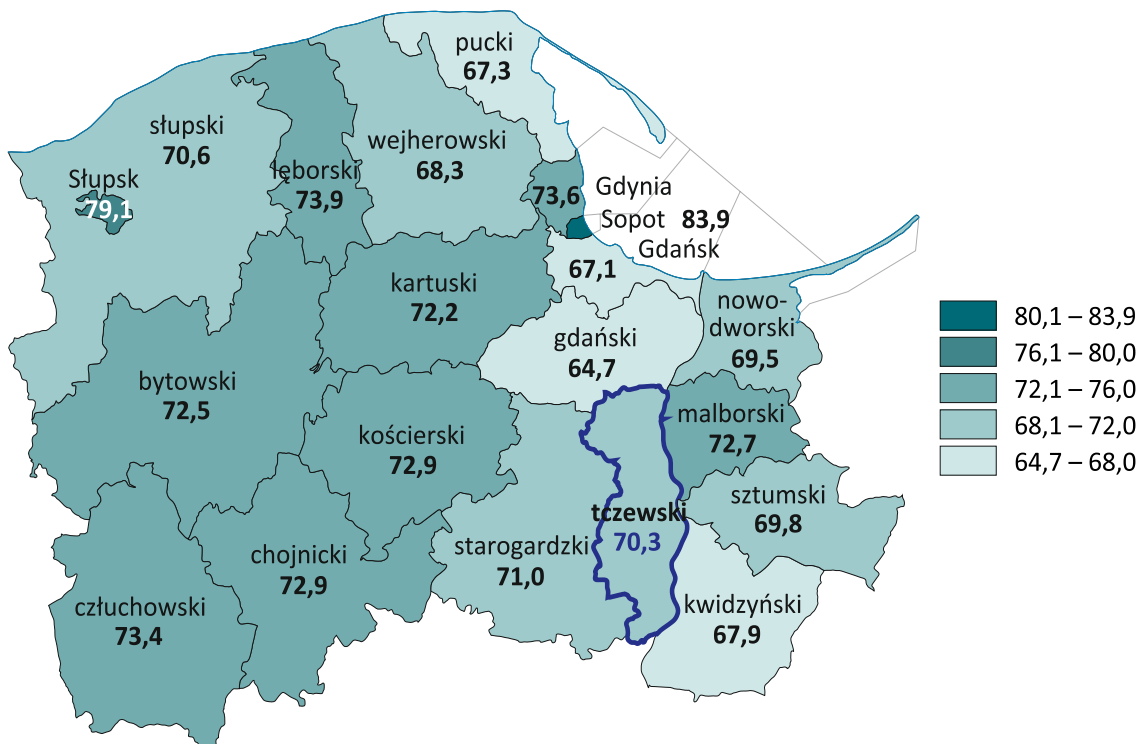 pucki
67,3
słupski
70,6
wejherowski
68,3
lęborski
73,9
Słupsk
79,1
73,6
Gdynia
Sopot 83,9
Gdańsk
67,1
kartuski
72,2
nowo-
dworski
69,5
gdański
64,7
bytowski
72,5
kościerski
72,9
malborski
72,7
sztumski
69,8
tczewski
70,3
starogardzki
71,0
chojnicki
72,9
człuchowski
73,4
kwidzyński
67,9
80,1 – 83,9
76,1 – 80,0
72,1 – 76,0
68,1 – 72,0
64,7 – 68,0